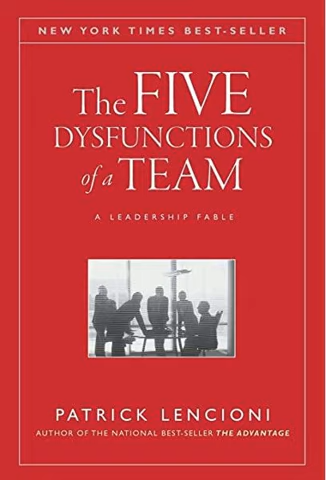 NEW YORK TIMES BEST-SELLER
The FIVE
DYSFUNCTIONS
of a TEAM
A LEADERSHIP FABLE
PATRICK LENCIONI
AUTHOR OF THE NATIONAL BEST-SELLER THE ADVANTAGE